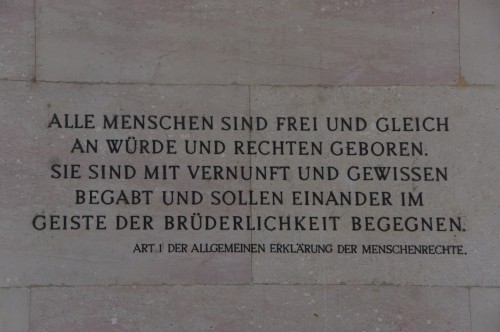 ALLE MENSCHEN SIND FREI UND GLEICH
AN WÜRDE UND RECHTEN GEBOREN.
SIE SIND MIT VERNUNFT UND GEWISSEN
BEGABT UND SOLLEN EINANDER IM
GEISTE DER BRÜDERLICHKEIT BEGEGNEN.
ART. 1 DER ALLGEMEINEN ERKLÄRUNG DER MENSCHENRECHTE.